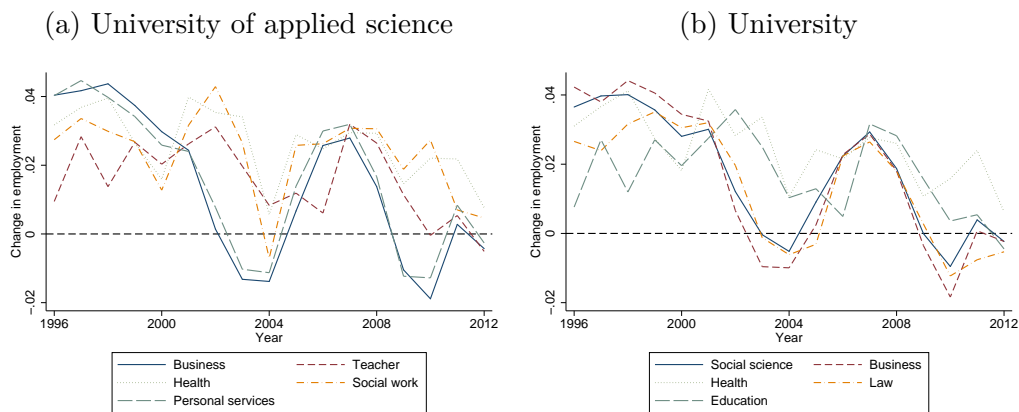 (a) University of applied science
Change in employment
.04
.02
0
-.02
1996 2000 2004 2008 2012
Year
Business Teacher
Health Social work
Personal services
(b) University
Change in employment
.04
.02
0
-.02
1996 2000 2004 2008 2012
Year
Social science Business
Health Law
Education